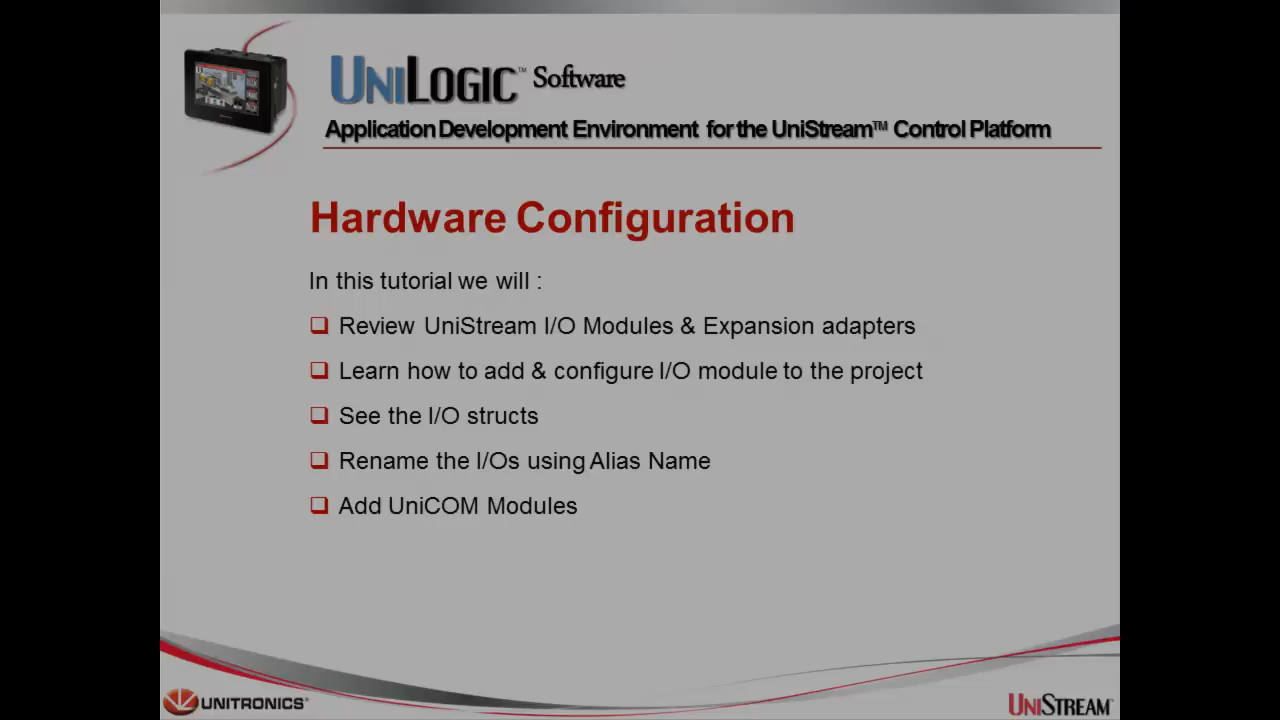 UNILOGIC™ Software
Application Development Environment for the UniStream™ Control Platform
Hardware Configuration
In this tutorial we will :
Review UniStream I/O Modules & Expansion adapters
Learn how to add & configure I/O module to the project
See the I/O structs
Rename the I/Os using Alias Name
Add UniCOM Modules
UNITRONICS®
UNISTREAM™